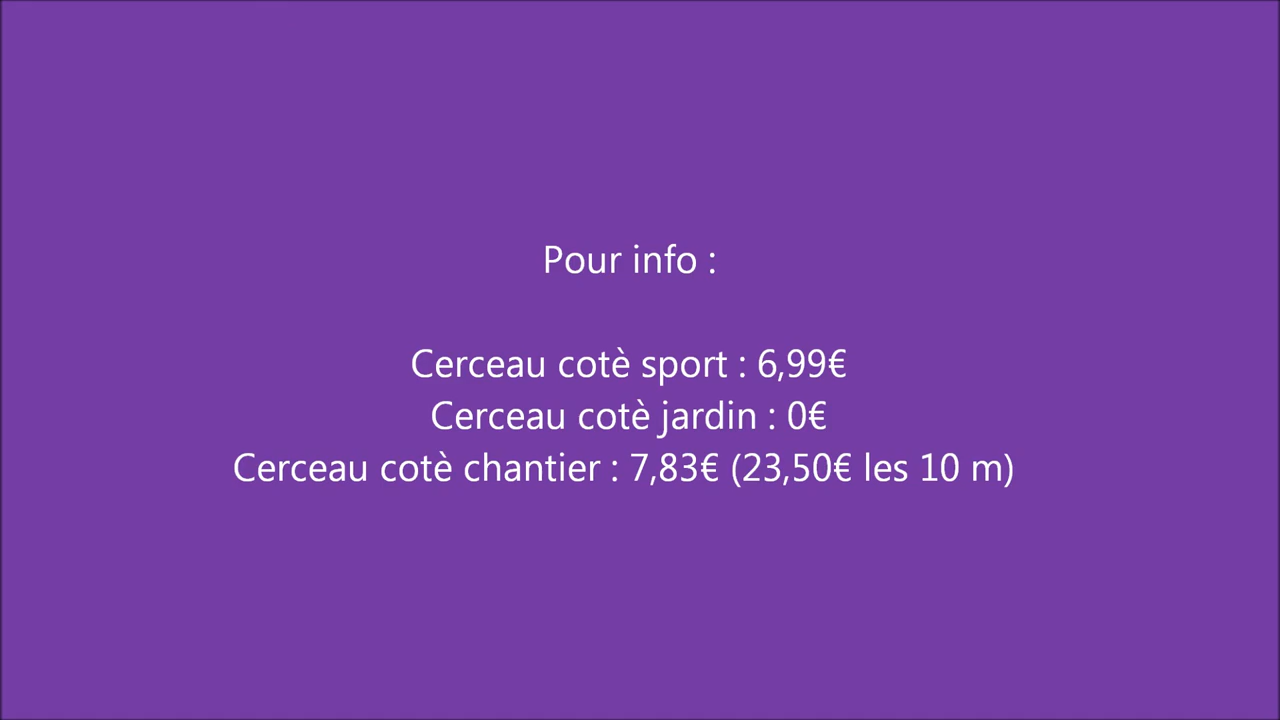 Pour info :
Cerceau cotè sport : 6,99€
Cerceau cotè jardin : 0€
Cerceau cotè chantier : 7,83€ (23,50€ les 10 m)